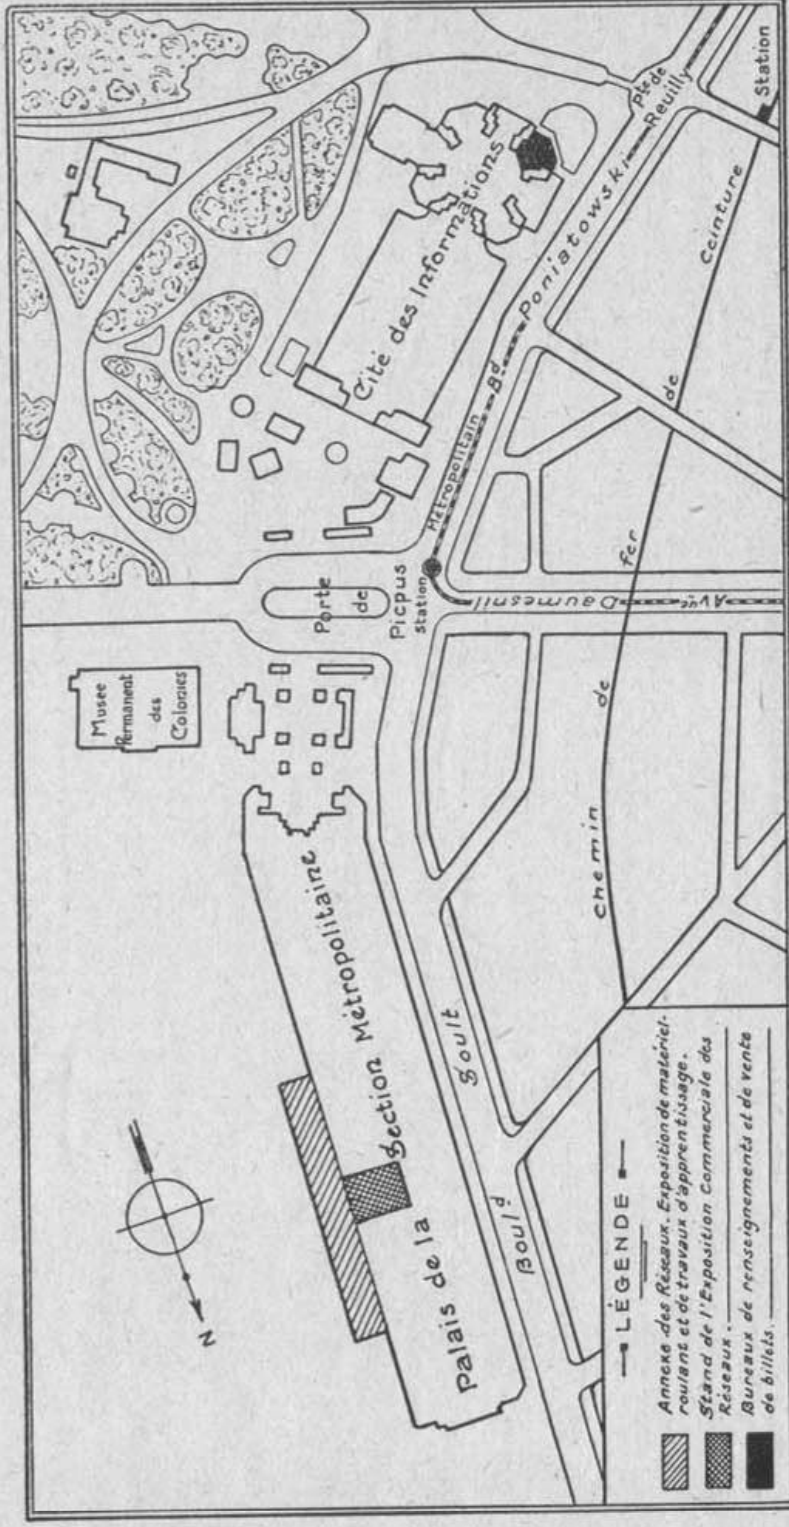 Musée
Permanent
des
Colonies
Porte
de
Picpus
Station
Cité des Informations
Métropolitain
Bd Poniatowski
Pte de
Reuilly
Station
Chemin de fer de Ceinture
Avue Daumesnil
Palais de la
Section Métropolitaine
Bould Soult
N
LÉGENDE
Annexe des Réseaux. Exposition de matériel-
roulant et de travaux d'apprentissage.
Stand de l'Exposition Commerciale des
Réseaux.
Bureaux de renseignements et de vente
de billets.